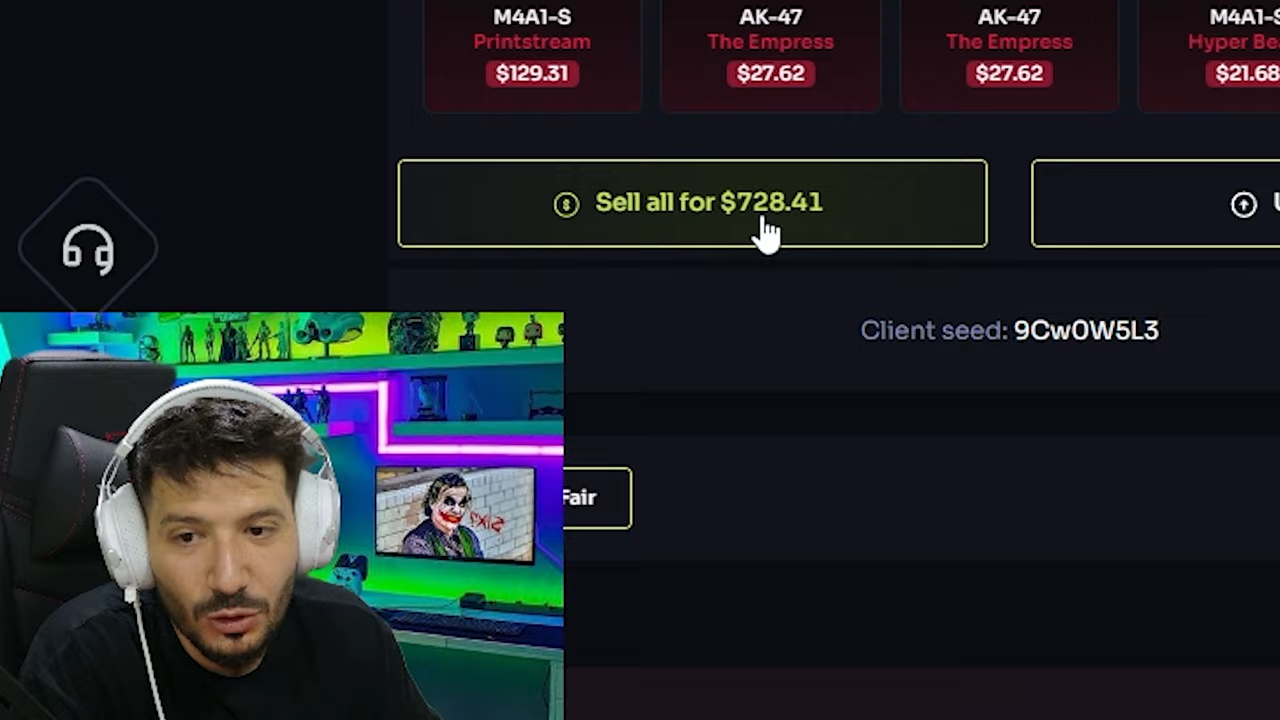 M4A1-S
Printstream
$129.31
AK-47
The Empress
$27.62
AK-47
The Empress
$27.62
M4A1-S
$21.68
Sell all for $728.41
Client seed: 9Cw0W5L3
Fair